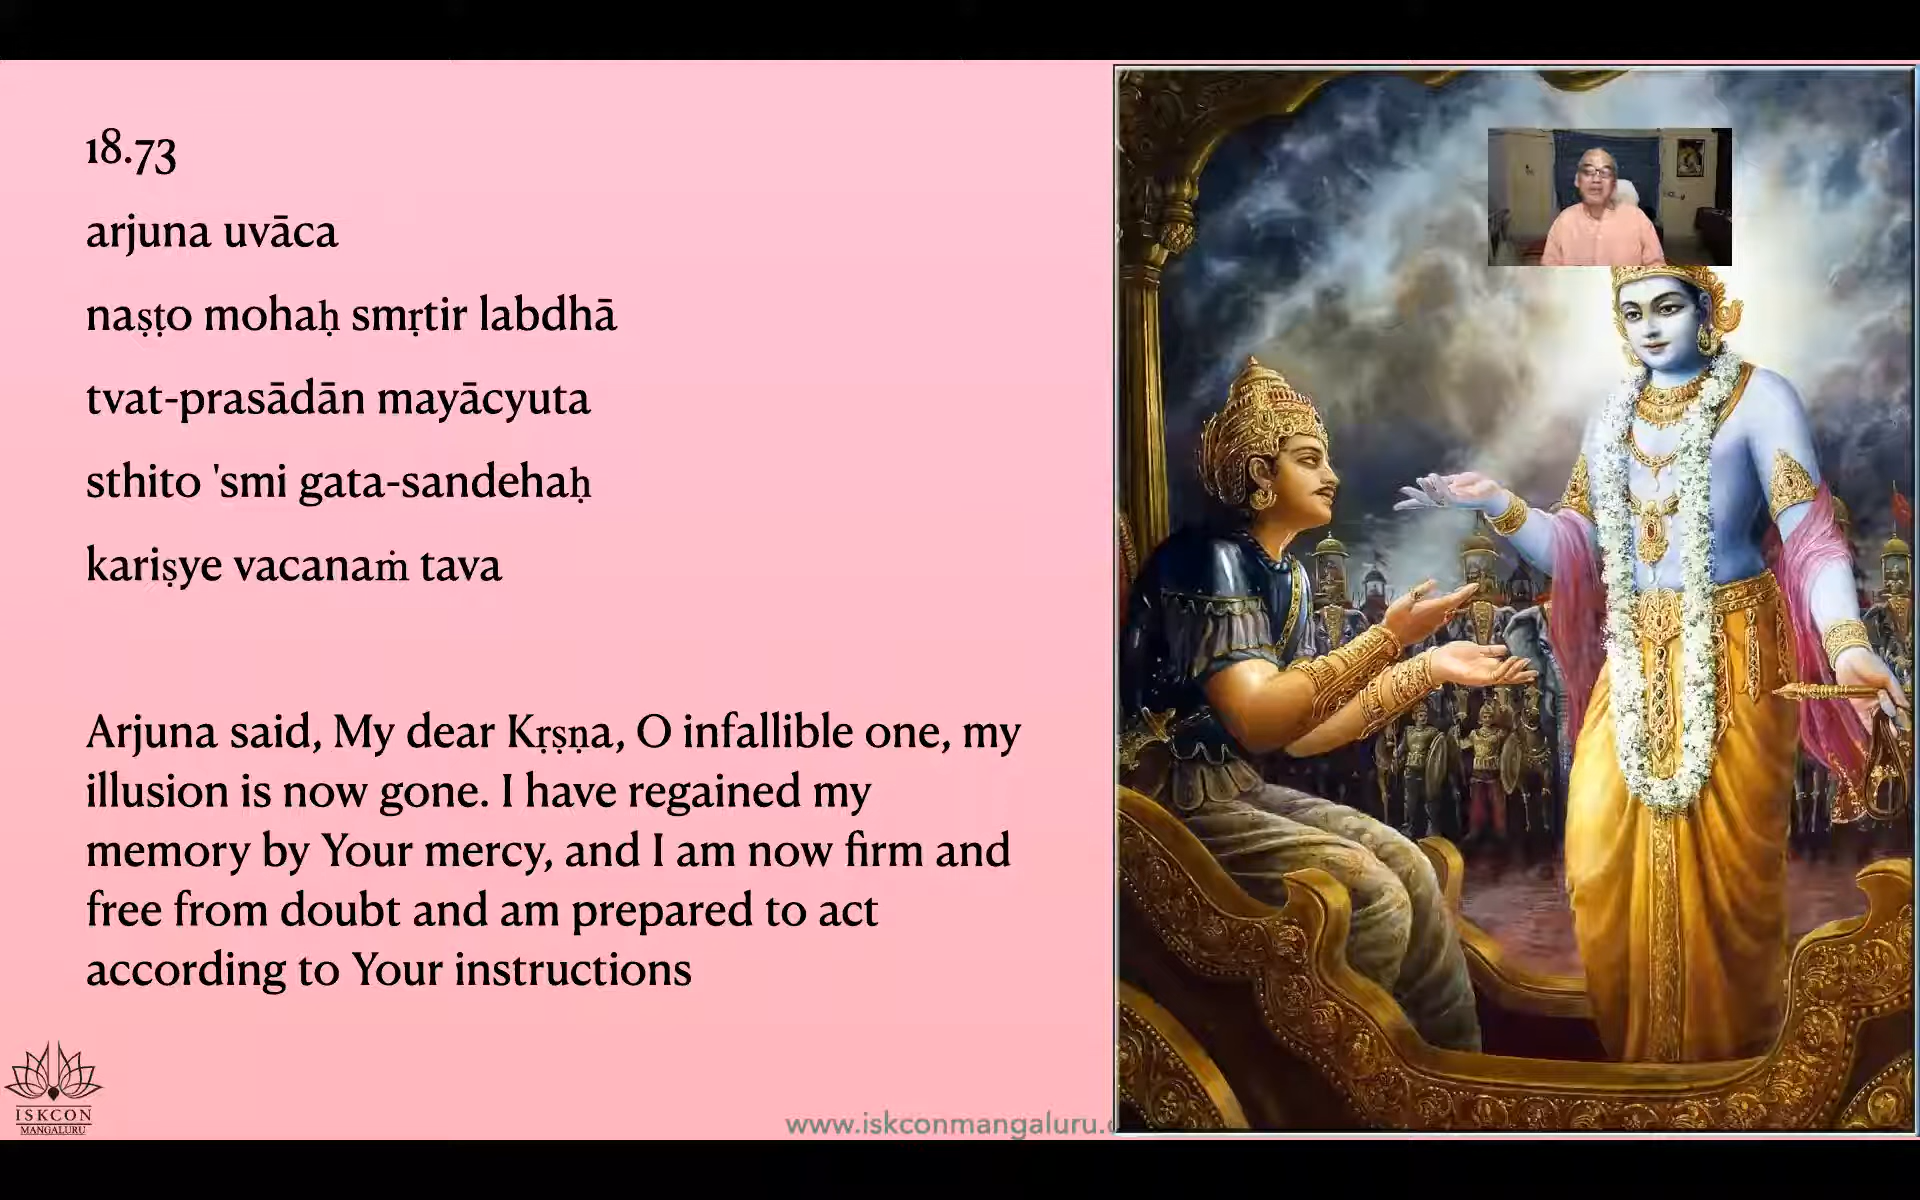 18.73
arjuna uvāca
naṣṭo mohaḥ smṛtir labdhā
tvat-prasādān mayācyuta
sthito 'smi gata-sandehaḥ
kariṣye vacanaṁ tava
Arjuna said, My dear Kṛṣṇa, O infallible one, my
illusion is now gone. I have regained my
memory by Your mercy, and I am now firm and
free from doubt and am prepared to act
according to Your instructions
ISKCON
MANGALURU
www.iskconmangaluru.